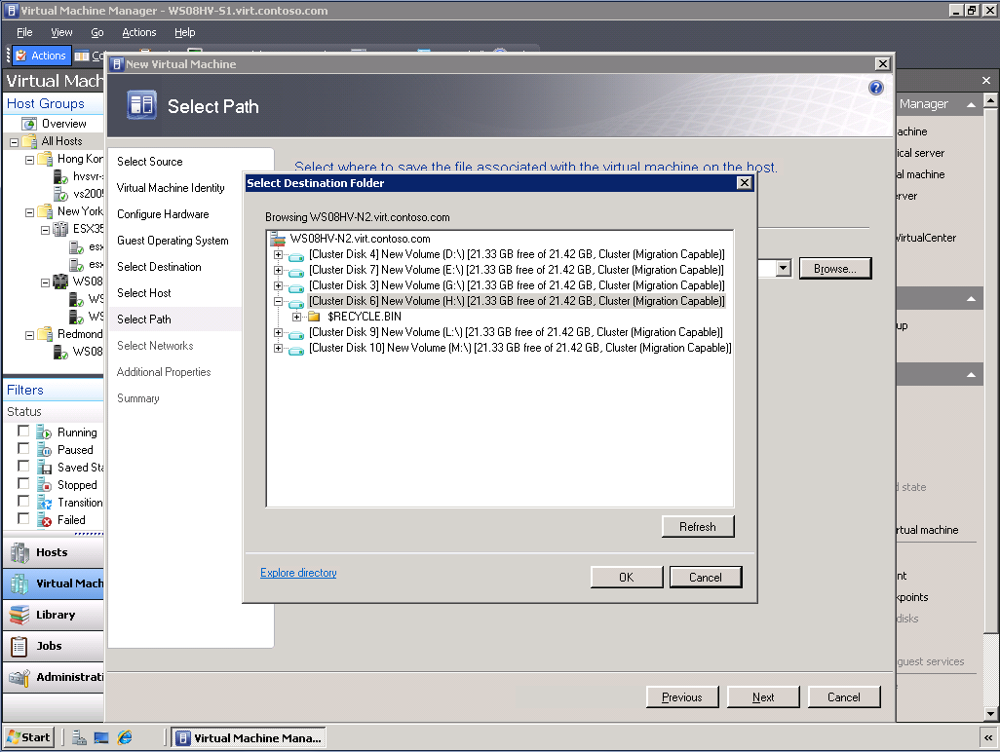 Virtual Machine Manager - WS08HV-S1.virt.contoso.com
File View Go Actions Help
Actions
Virtual Mach
Host Groups
Overview
All Hosts
Hong Kon
hvsvr-
vs2005
New York
ESX35
esx
esx
WS08
WS
WS
Redmond
WS08
Filters
Status
Running
Paused
Saved Sta
Stopped
Transition
Failed
Hosts
Virtual Mach
Library
Jobs
Administrati
New Virtual Machine
Select Path
Select Source
Virtual Machine Identity
Configure Hardware
Guest Operating System
Select Destination
Select Host
Select Path
Select Networks
Additional Properties
Summary
Select where to save the file associated with the virtual machine on the host.
Browse...
Select Destination Folder
Browsing WS08HV-N2.virt.contoso.com
WS08HV-N2.virt.contoso.com
[Cluster Disk 4] New Volume (D:\) [21.33 GB free of 21.42 GB, Cluster (Migration Capable)]
[Cluster Disk 7] New Volume (E:\) [21.33 GB free of 21.42 GB, Cluster (Migration Capable)]
[Cluster Disk 3] New Volume (G:\) [21.33 GB free of 21.42 GB, Cluster (Migration Capable)]
[Cluster Disk 6] New Volume (H:\) [21.33 GB free of 21.42 GB, Cluster (Migration Capable)]
$RECYCLE.BIN
[Cluster Disk 9] New Volume (L:\) [21.33 GB free of 21.42 GB, Cluster (Migration Capable)]
[Cluster Disk 10] New Volume (M:\) [21.33 GB free of 21.42 GB, Cluster (Migration Capable)]
Refresh
Explore directory
OK Cancel
Previous Next Cancel
Manager
achine
ical server
al machine
rver
VirtualCenter
up
d state
rtual machine
nt
kpoints
disks
guest services
Start
Virtual Machine Mana...
«